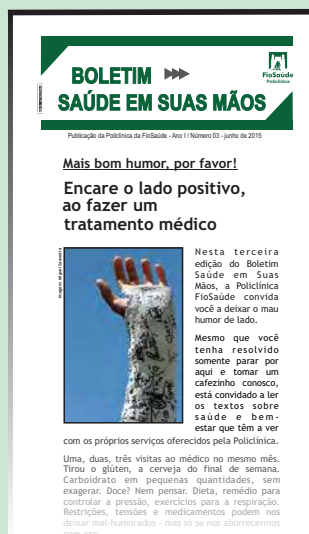 BOLETIM
SAÚDE EM SUAS MÃOS
FioSaúde
Policlínica
Publicação da Policlínica da FioSaúde - Ano I / Número 03 - junho de 2015
Mais bom humor, por favor!
Encare o lado positivo,
ao fazer um
tratamento médico
Imagem: Miguel Saavedra
Nesta terceira
edição do Boletim
Saúde em Suas
Mãos, a Policlínica
FioSaúde convida
você a deixar o mau
humor de lado.
Mesmo que você
tenha resolvido
somente parar por
aqui e tomar um
cafezinho conosco,
está convidado a ler
os textos sobre
saúde e bem-
estar que têm a ver
com os próprios serviços oferecidos pela Policlínica.
Uma, duas, três visitas ao médico no mesmo mês.
Tirou o glúten, a cerveja do final de semana.
Carboidrato em pequenas quantidades, sem
exagerar. Doce? Nem pensar. Dieta, remédio para
controlar a pressão, exercícios para a respiração.
Restrições, tensões e medicamentos podem nos
deixar mal-humorados - mas só se nos aborrecermos
com isso